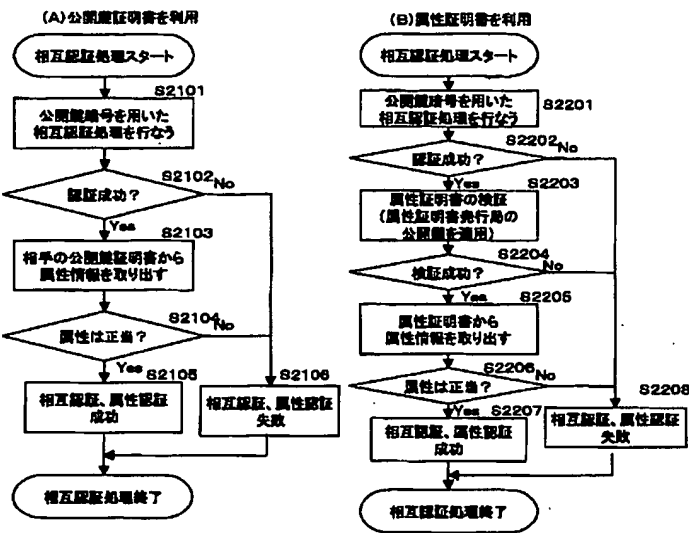 (A)公開鍵証明書を利用
相互認証処理スタート
S2101
公開鍵暗号を用いた
相互認証処理を行なう
S2102
No
認証成功？
Yes
S2103
相手の公開鍵証明書から
属性情報を取り出す
S2104
No
属性は正当？
Yes
S2105
相互認証、属性認証
成功
S2106
相互認証、属性認証
失敗
相互認証処理終了
(B)属性証明書を利用
相互認証処理スタート
S2201
公開鍵暗号を用いた
相互認証処理を行なう
S2202
No
認証成功？
Yes
S2203
属性証明書の検証
(属性証明書発行局の
公開鍵を適用)
S2204
No
検証成功？
Yes
S2205
属性証明書から
属性情報を取り出す
S2206
No
属性は正当？
Yes
S2207
相互認証、属性認証
成功
S2208
相互認証、属性認証
失敗
相互認証処理終了